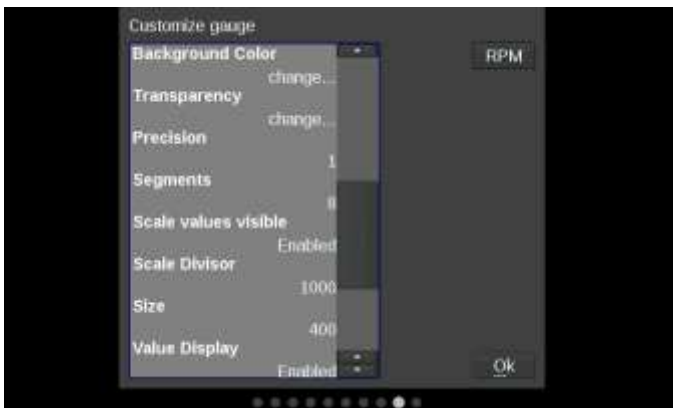 Customize gauge
Background Color
RPM
change...
Transparency
change...
Precision
1
Segments
8
Scale values visible
Enabled
Scale Divisor
1000
Size
400
Value Display
Enabled
Ok